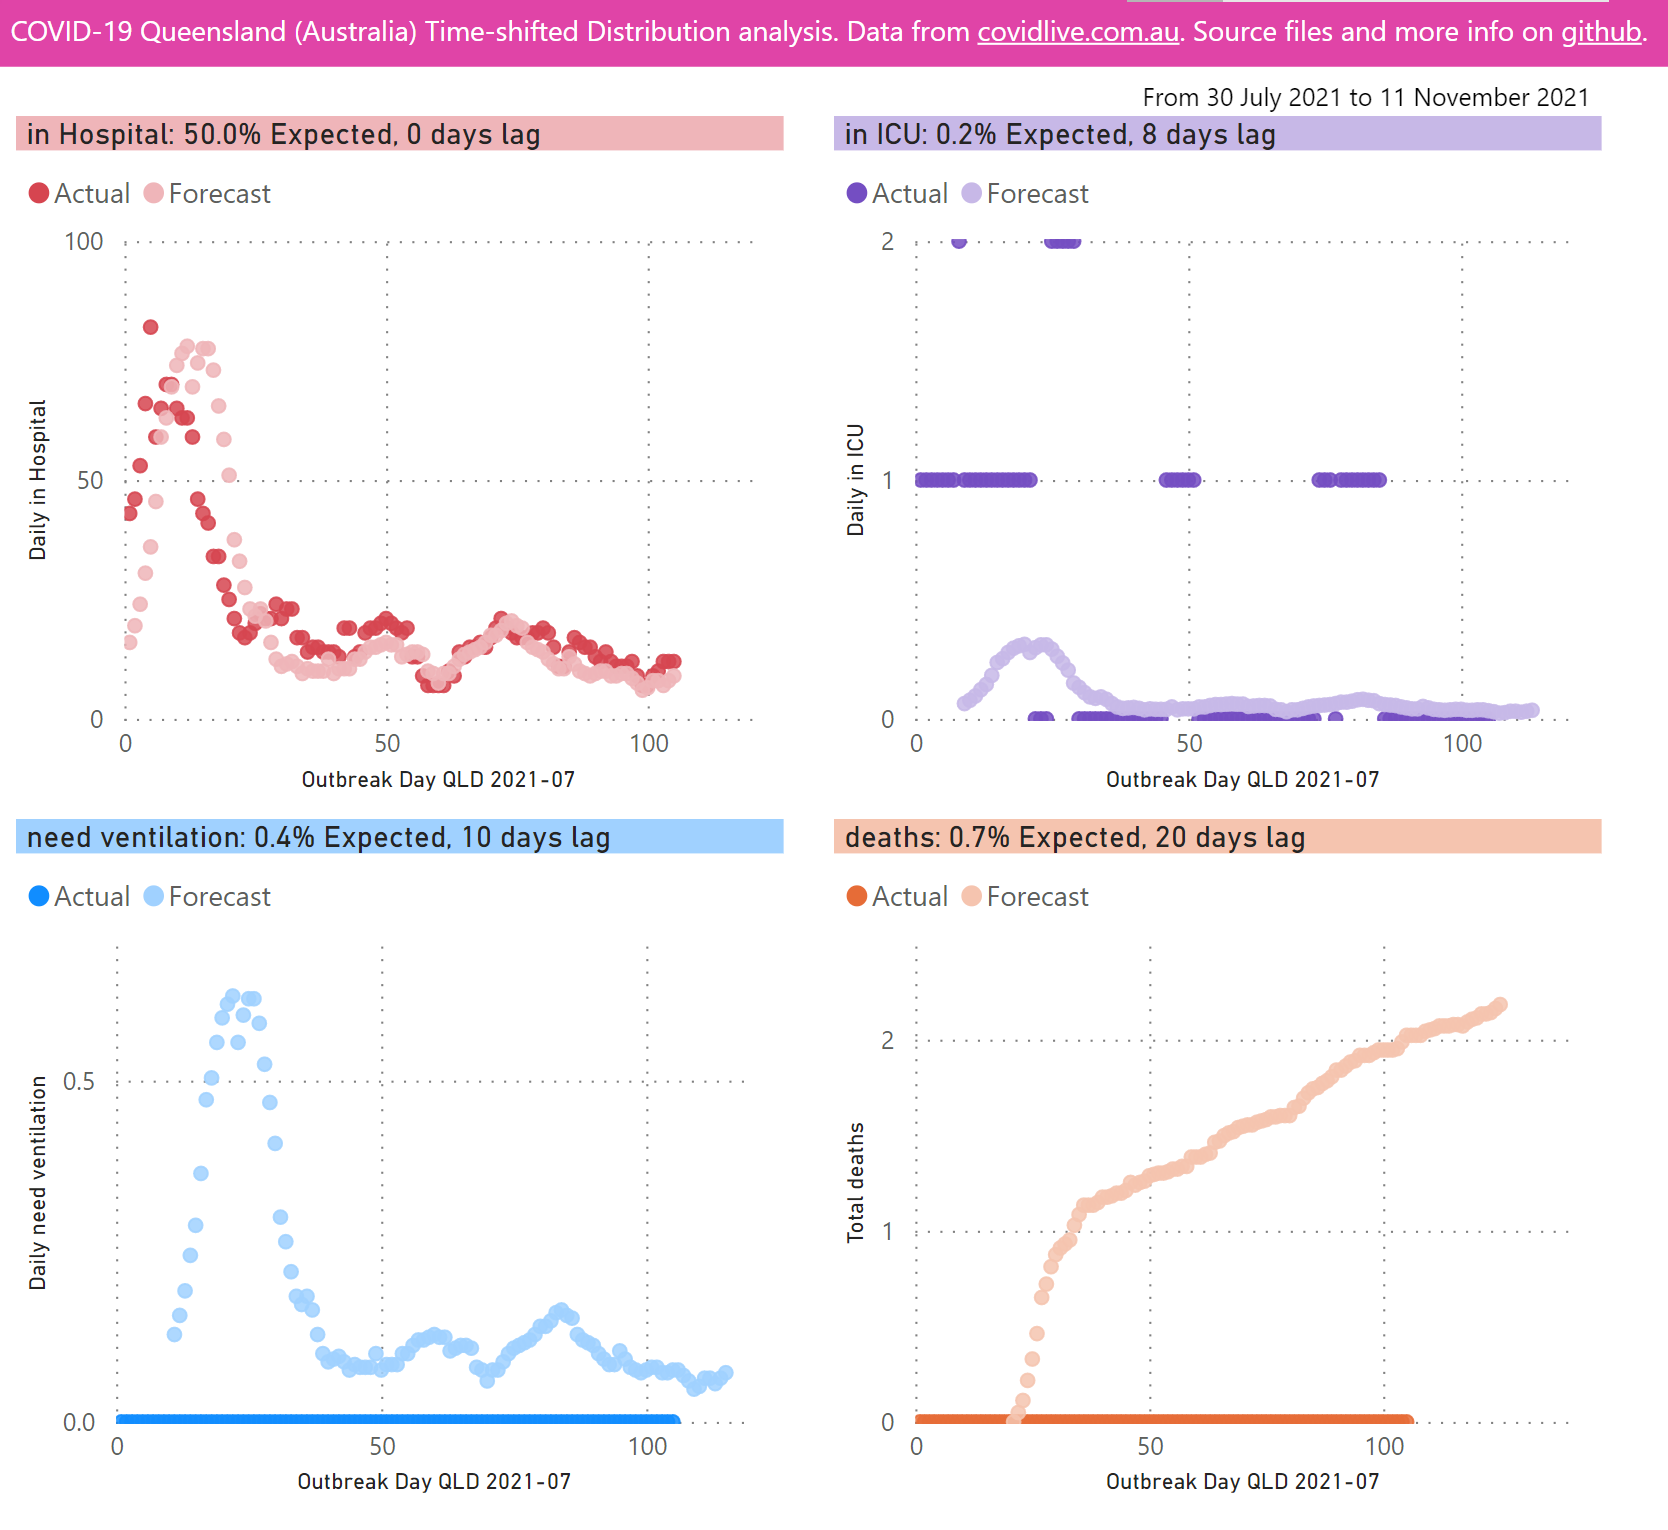 COVID-19 Queensland (Australia) Time-shifted Distribution analysis. Data from covidlive.com.au. Source files and more info on github.
From 30 July 2021 to 11 November 2021
in Hospital: 50.0% Expected, 0 days lag
Actual Forecast
100
50
0
0 50 100
Daily in Hospital
Outbreak Day QLD 2021-07
in ICU: 0.2% Expected, 8 days lag
Actual Forecast
2
1
0
0 50 100
Daily in ICU
Outbreak Day QLD 2021-07
need ventilation: 0.4% Expected, 10 days lag
Actual Forecast
0.5
0.0
0 50 100
Daily need ventilation
Outbreak Day QLD 2021-07
deaths: 0.7% Expected, 20 days lag
Actual Forecast
2
1
0
0 50 100
Total deaths
Outbreak Day QLD 2021-07